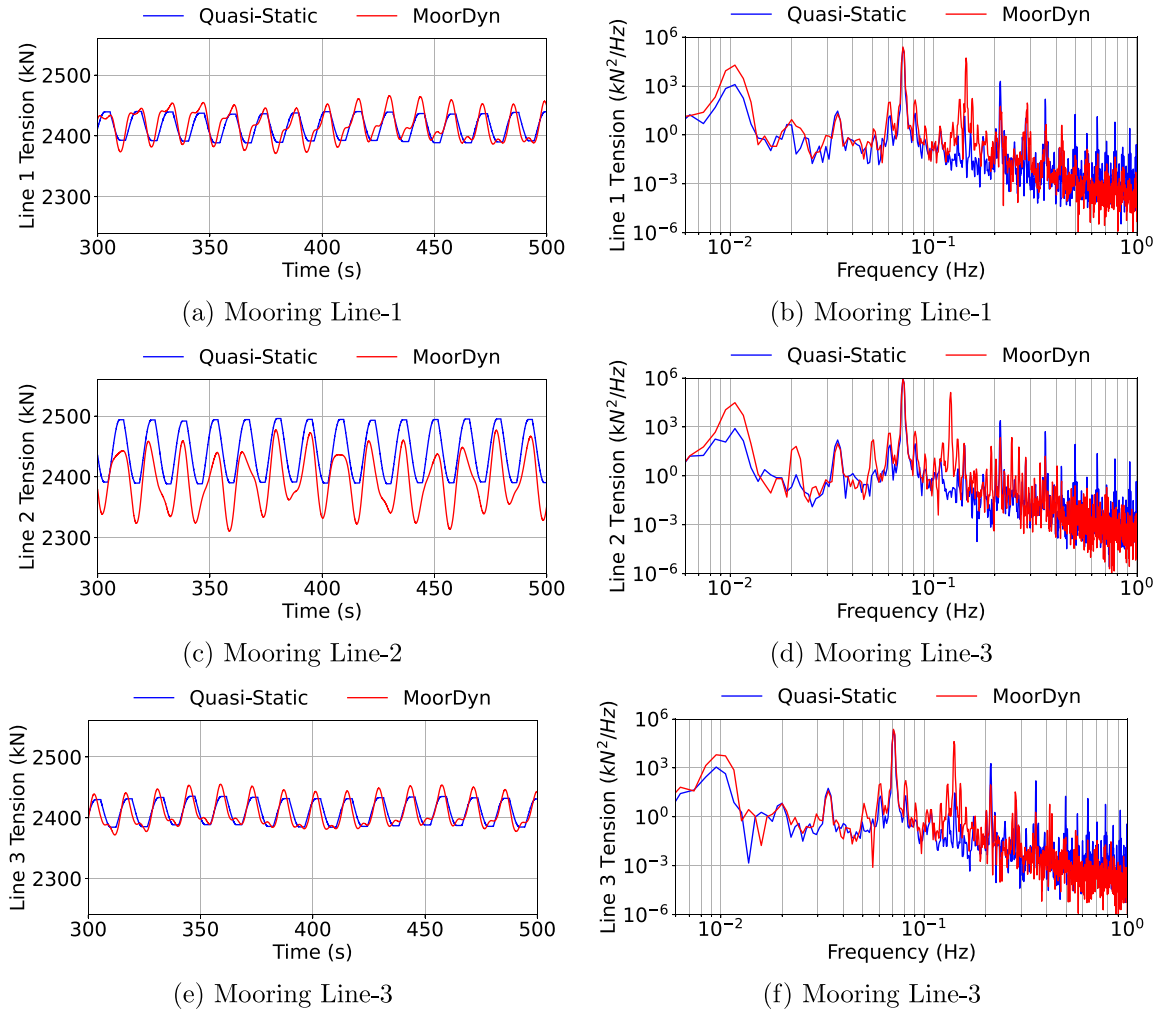 Quasi-Static MoorDyn
Line 1 Tension (kN)
2500
2400
2300
300 350 400 450 500
Time (s)
(a) Mooring Line-1
Quasi-Static MoorDyn
Line 1 Tension (kN²/Hz)
10⁶
10³
10⁰
10⁻³
10⁻⁶
10⁻² 10⁻¹ 10⁰
Frequency (Hz)
(b) Mooring Line-1
Quasi-Static MoorDyn
Line 2 Tension (kN)
2500
2400
2300
300 350 400 450 500
Time (s)
(c) Mooring Line-2
Quasi-Static MoorDyn
Line 2 Tension (kN²/Hz)
10⁶
10³
10⁰
10⁻³
10⁻⁶
10⁻² 10⁻¹ 10⁰
Frequency (Hz)
(d) Mooring Line-3
Quasi-Static MoorDyn
Line 3 Tension (kN)
2500
2400
2300
300 350 400 450 500
Time (s)
(e) Mooring Line-3
Quasi-Static MoorDyn
Line 3 Tension (kN²/Hz)
10⁶
10³
10⁰
10⁻³
10⁻⁶
10⁻² 10⁻¹ 10⁰
Frequency (Hz)
(f) Mooring Line-3